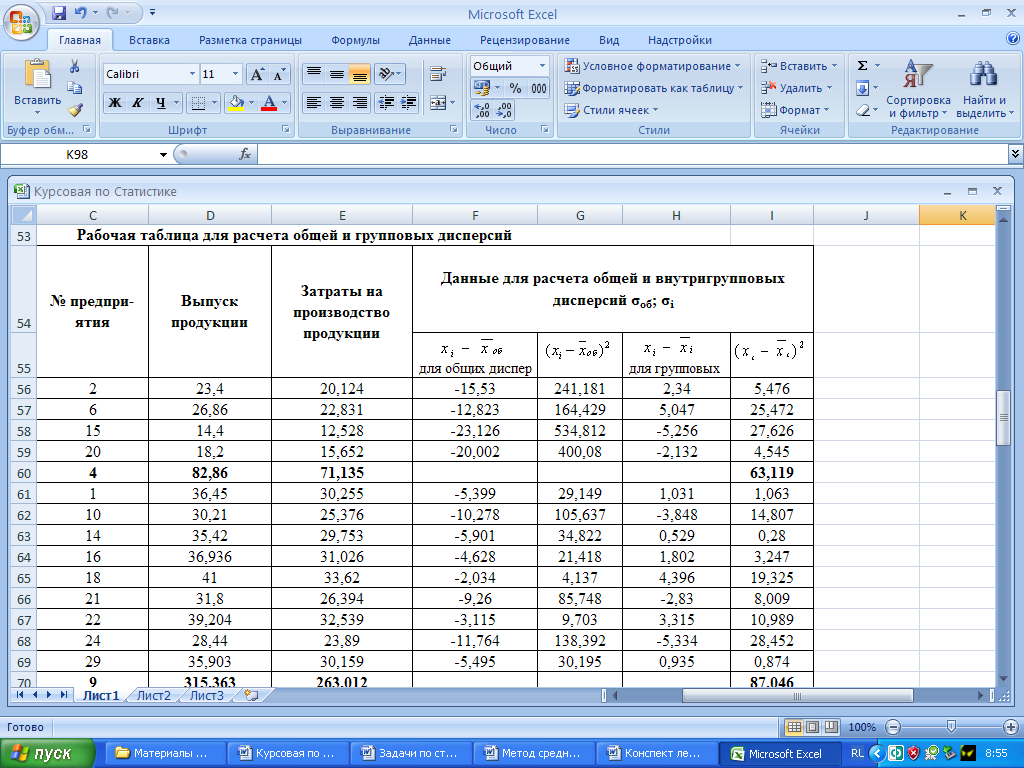 Microsoft Excel
Главная Вставка Разметка страницы Формулы Данные Рецензирование Вид Надстройки
Вставить
Буфер обм...
Calibri 11
Ж К Ч
Шрифт
Выравнивание
Общий
% 000
Число
Условное форматирование
Форматировать как таблицу
Стили ячеек
Стили
Вставить
Удалить
Формат
Ячейки
Σ
Сортировка и фильтр
Найти и выделить
Редактирование
K98 fx
Курсовая по Статистике
C D E F G H I J K
53 Рабочая таблица для расчета общей и групповых дисперсий
54 № предпри-ятия Выпуск продукции Затраты на производство продукции Данные для расчета общей и внутригрупповых дисперсий σоб; σi
55 xi − x̅об для общих диспер (xi − x̅об)² xi − x̅i для групповых (xс − x̅с)²
56 2 23,4 20,124 -15,53 241,181 2,34 5,476
57 6 26,86 22,831 -12,823 164,429 5,047 25,472
58 15 14,4 12,528 -23,126 534,812 -5,256 27,626
59 20 18,2 15,652 -20,002 400,08 -2,132 4,545
60 4 82,86 71,135 63,119
61 1 36,45 30,255 -5,399 29,149 1,031 1,063
62 10 30,21 25,376 -10,278 105,637 -3,848 14,807
63 14 35,42 29,753 -5,901 34,822 0,529 0,28
64 16 36,936 31,026 -4,628 21,418 1,802 3,247
65 18 41 33,62 -2,034 4,137 4,396 19,325
66 21 31,8 26,394 -9,26 85,748 -2,83 8,009
67 22 39,204 32,539 -3,115 9,703 3,315 10,989
68 24 28,44 23,89 -11,764 138,392 -5,334 28,452
69 29 35,903 30,159 -5,495 30,195 0,935 0,874
70 9 315,363 263,012 87,046
Лист1 Лист2 Лист3
Готово 100%
пуск Материалы ... Курсовая по ... Задачи по ст... Метод средн... Конспект ле... Microsoft Excel RL 8:55